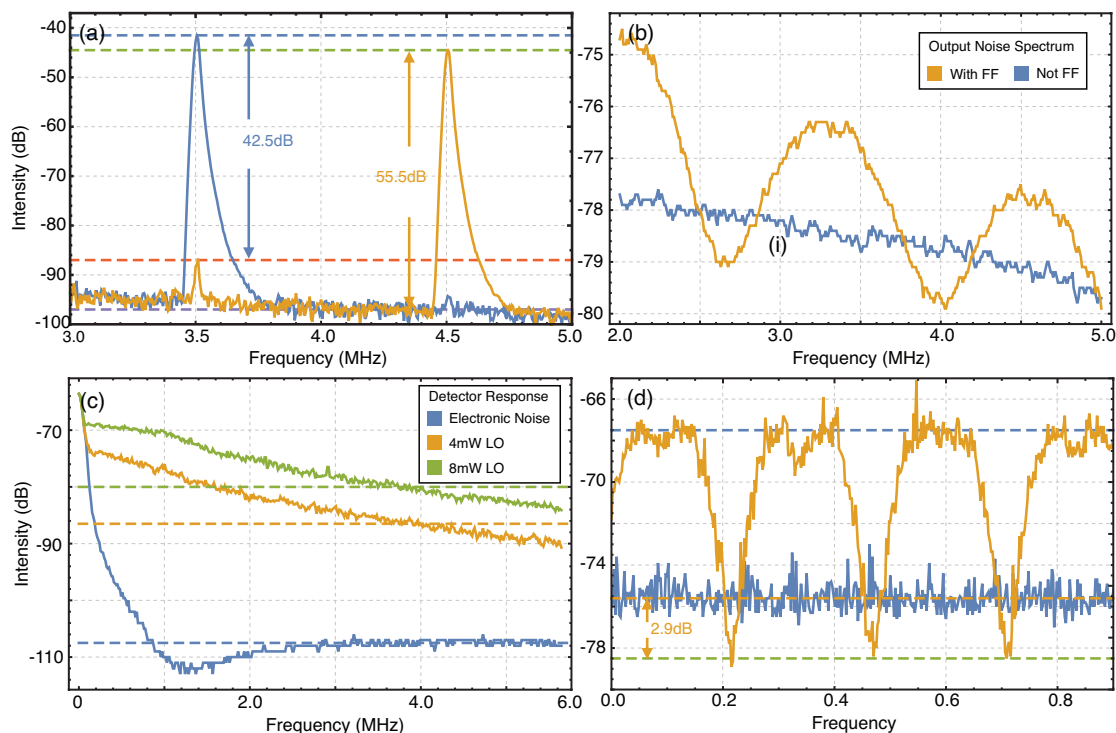 (a)
-40
-50
-60
-70
-80
-90
-100
Intensity (dB)
42.5dB
55.5dB
3.0
3.5
4.0
4.5
5.0
Frequency (MHz)
(b)
Output Noise Spectrum
With FF
Not FF
-75
-76
-77
-78
-79
-80
(i)
2.0
3.0
4.0
5.0
Frequency (MHz)
(c)
Detector Response
Electronic Noise
4mW LO
8mW LO
-70
-90
-110
Intensity (dB)
0
2.0
4.0
6.0
Frequency (MHz)
(d)
-66
-70
-74
-78
2.9dB
0.0
0.2
0.4
0.6
0.8
Frequency